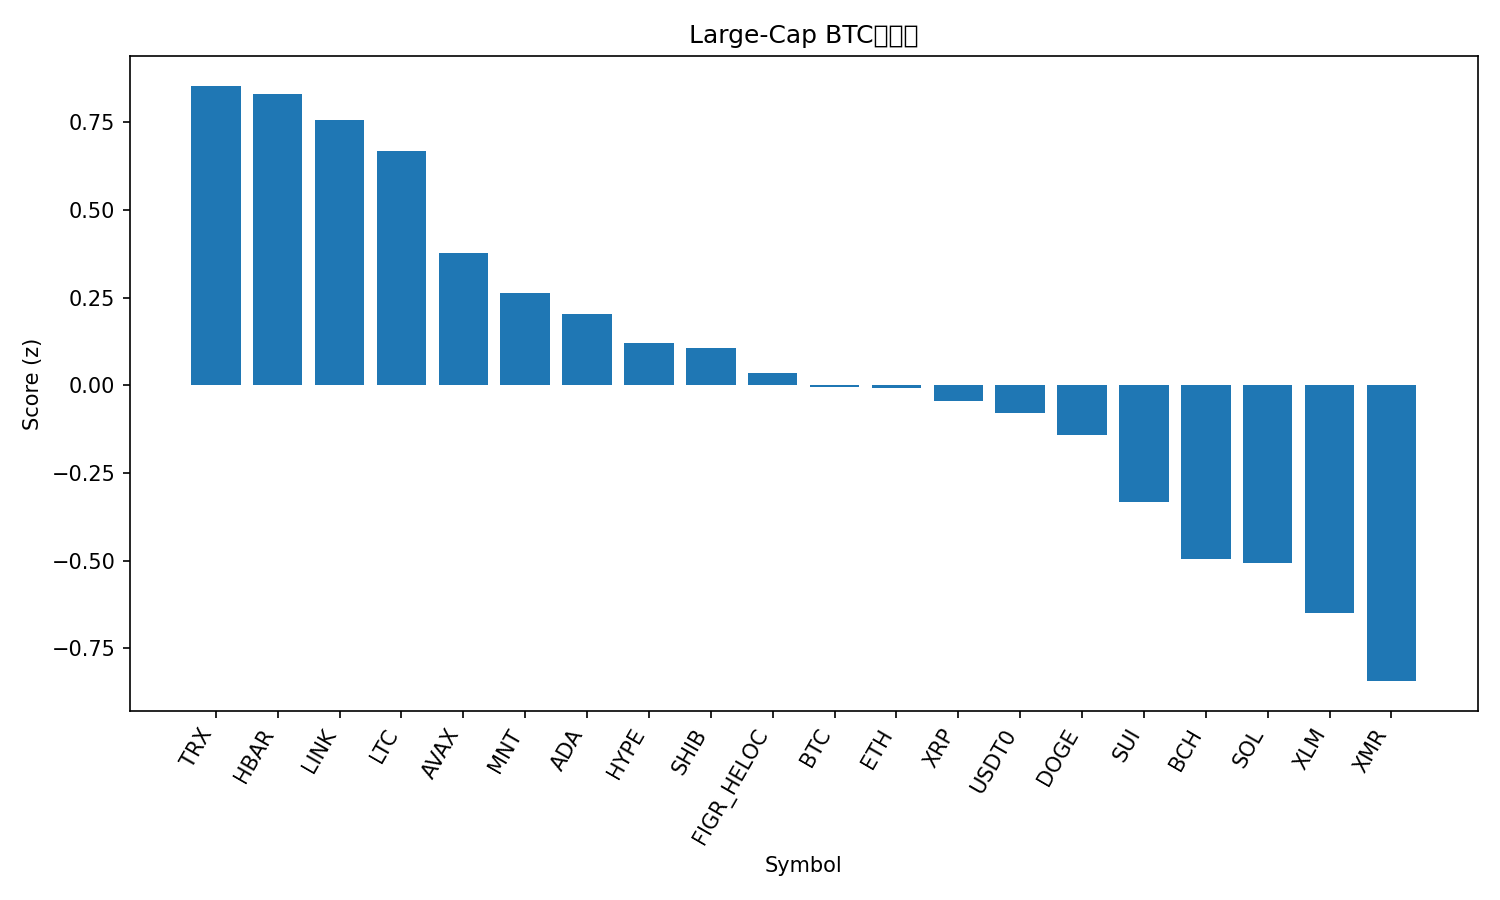 Large-Cap BTC
0.75
0.50
0.25
0.00
−0.25
−0.50
−0.75
Score (z)
TRX
HBAR
LINK
LTC
AVAX
MNT
ADA
HYPE
SHIB
FIGR_HELOC
BTC
ETH
XRP
USDT0
DOGE
SUI
BCH
SOL
XLM
XMR
Symbol